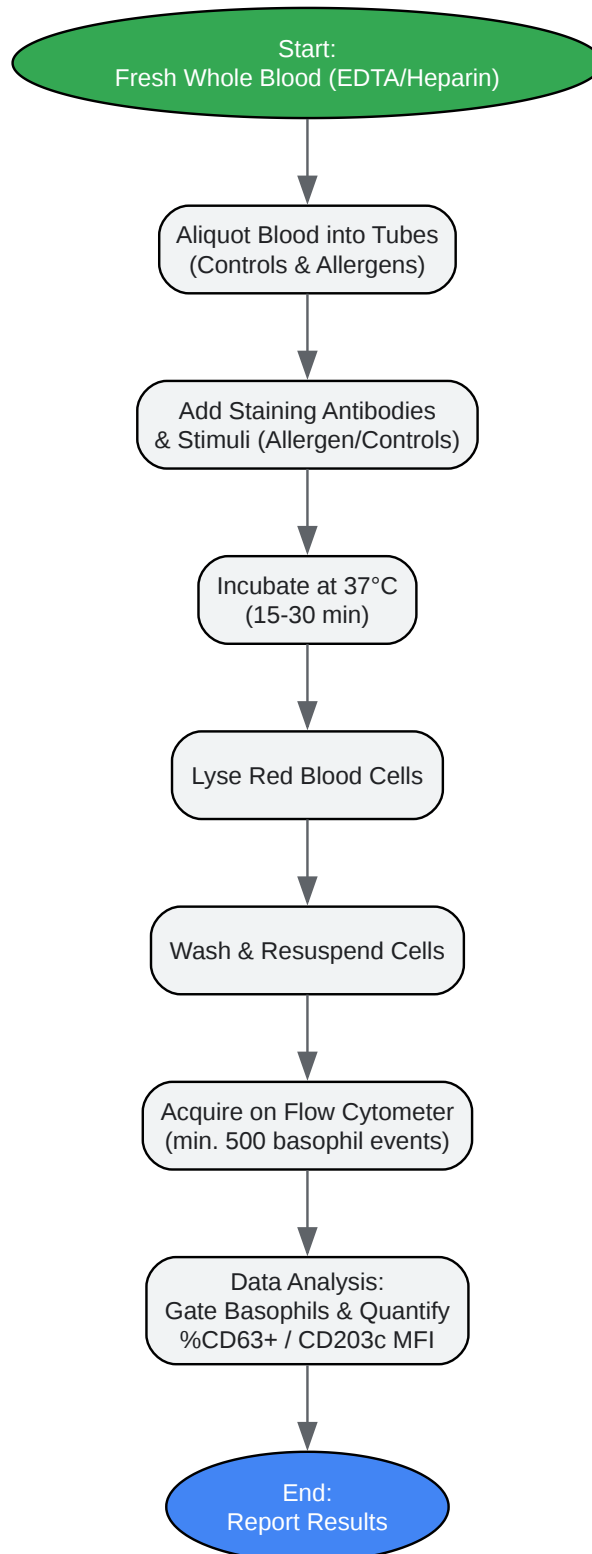 Start:
Fresh Whole Blood (EDTA/Heparin)
Aliquot Blood into Tubes
(Controls & Allergens)
Add Staining Antibodies
& Stimuli (Allergen/Controls)
Incubate at 37°C
(15-30 min)
Lyse Red Blood Cells
Wash & Resuspend Cells
Acquire on Flow Cytometer
(min. 500 basophil events)
Data Analysis:
Gate Basophils & Quantify
%CD63+ / CD203c MFI
End:
Report Results